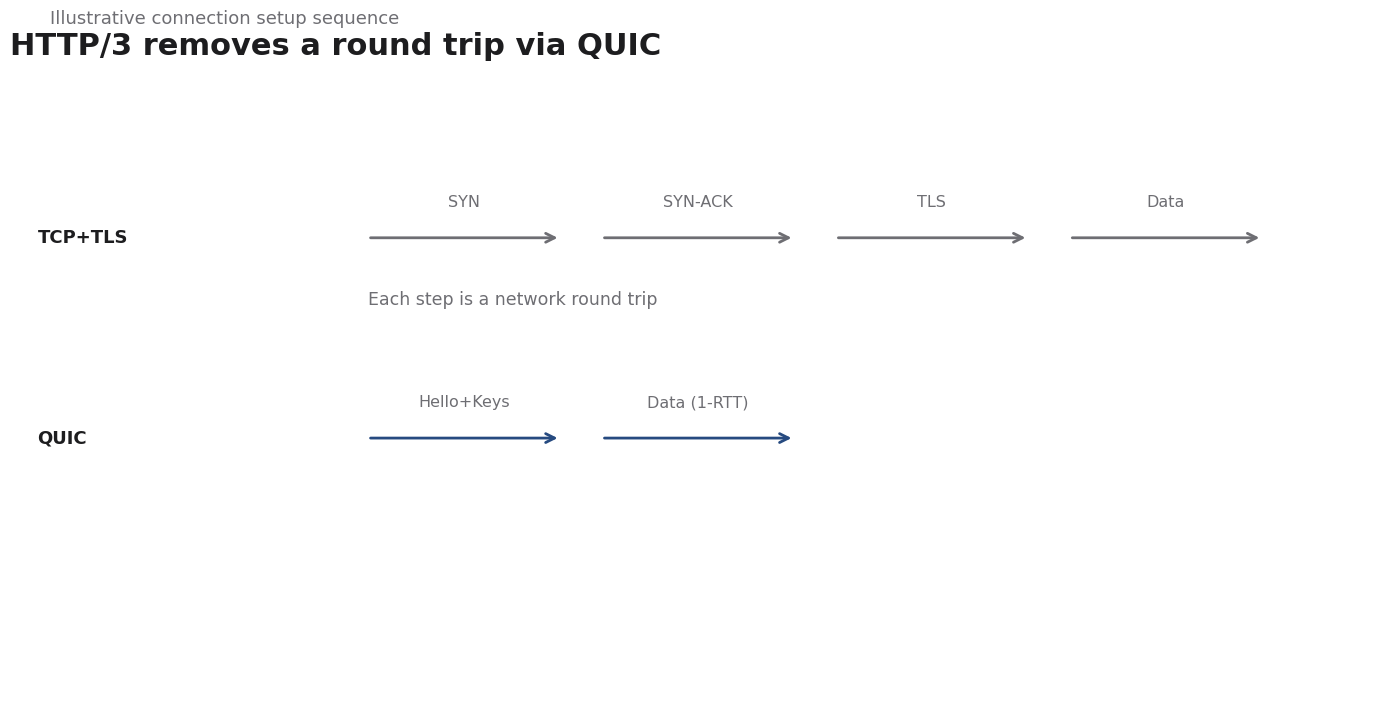 Illustrative connection setup sequence
HTTP/3 removes a round trip via QUIC
SYN
SYN-ACK
TLS
Data
TCP+TLS
Each step is a network round trip
Hello+Keys
Data (1-RTT)
QUIC